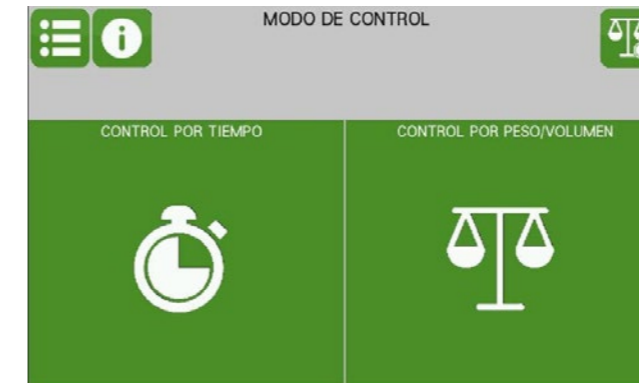 MODO DE CONTROL
CONTROL POR TIEMPO
CONTROL POR PESO/VOLUMEN